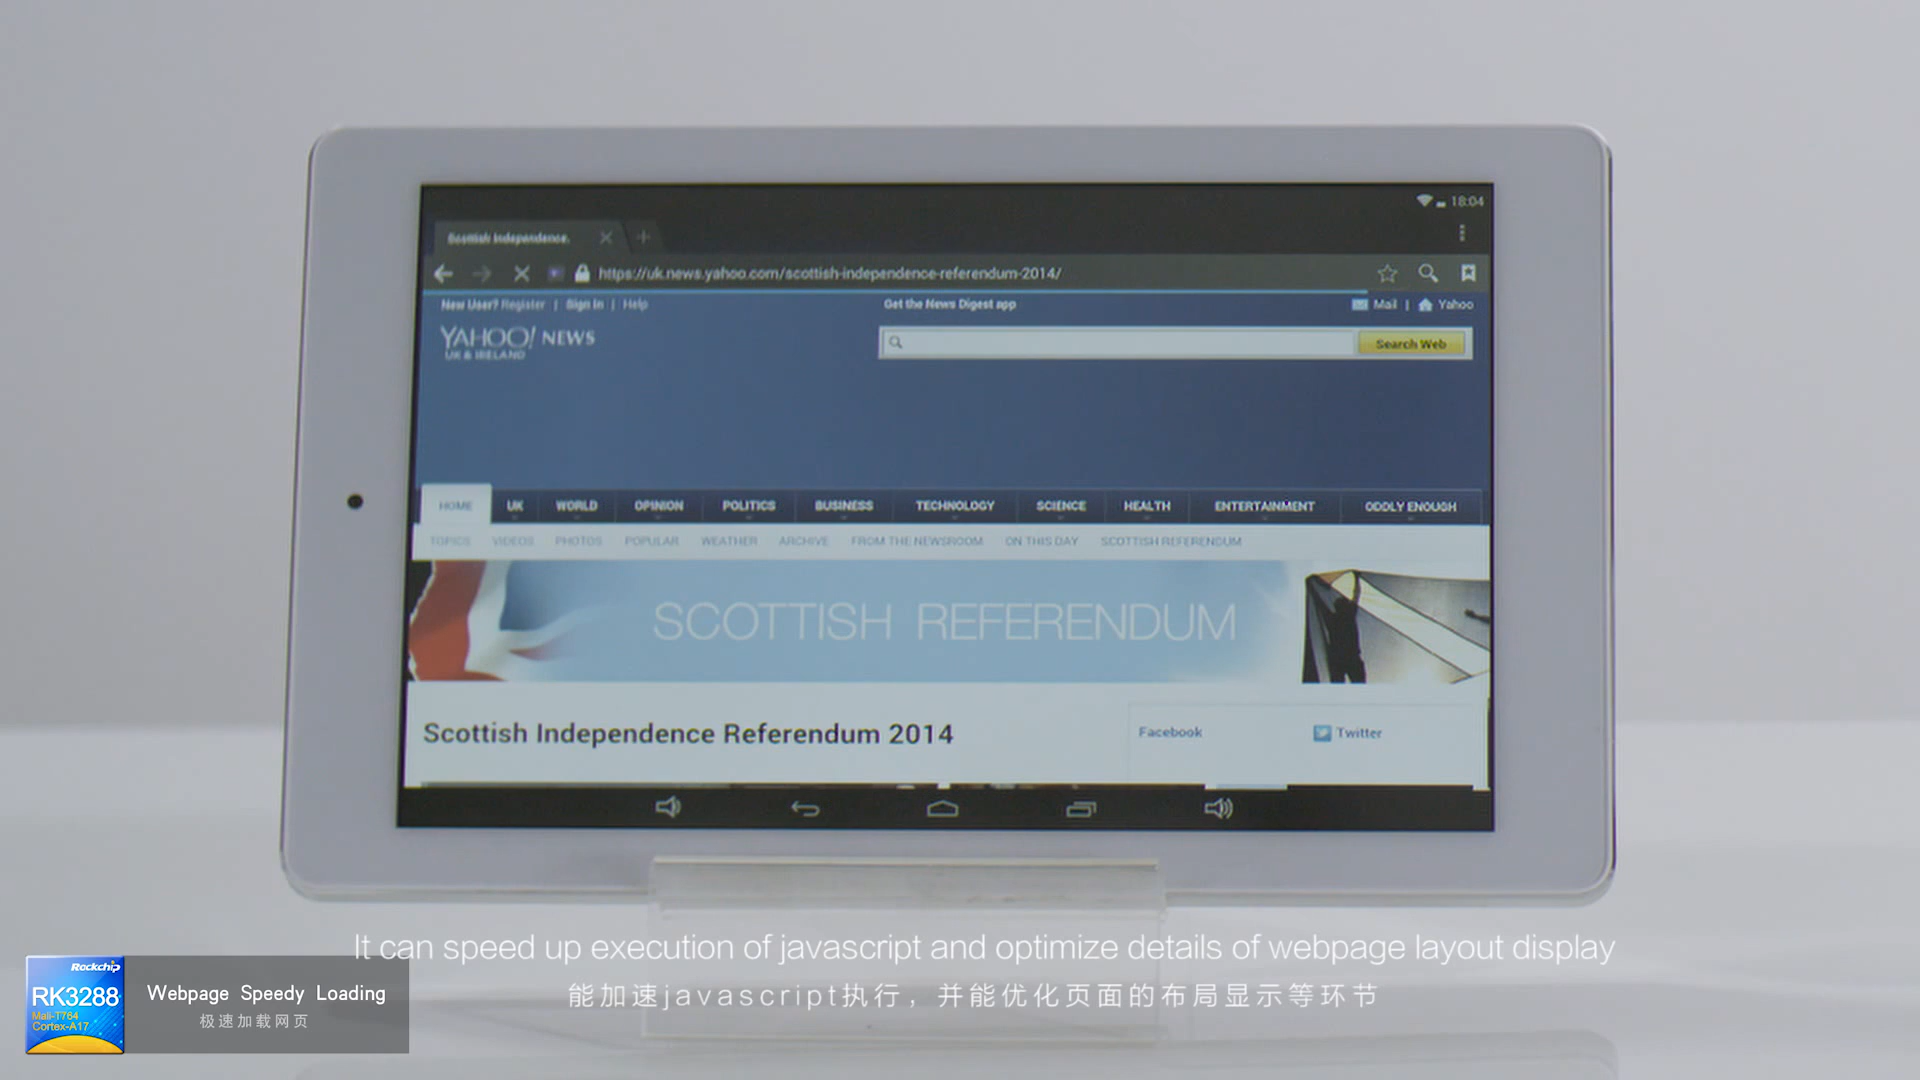 18:04
Scottish Independence.
https://uk.news.yahoo.com/scottish-independence-referendum-2014/
New User? Register | Sign In | Help
Get the News Digest app
Mail | Yahoo
YAHOO! NEWS
UK & IRELAND
Search Web
HOME UK WORLD OPINION POLITICS BUSINESS TECHNOLOGY SCIENCE HEALTH ENTERTAINMENT ODDLY ENOUGH
TOPICS VIDEOS PHOTOS POPULAR WEATHER ARCHIVE FROM THE NEWSROOM ON THIS DAY SCOTTISH REFERENDUM
SCOTTISH REFERENDUM
Scottish Independence Referendum 2014
Facebook
Twitter
It can speed up execution of javascript and optimize details of webpage layout display
能加速javascript执行，并能优化页面的布局显示等环节
Rockchip
RK3288
Mali-T764
Cortex-A17
Webpage Speedy Loading
极速加载网页